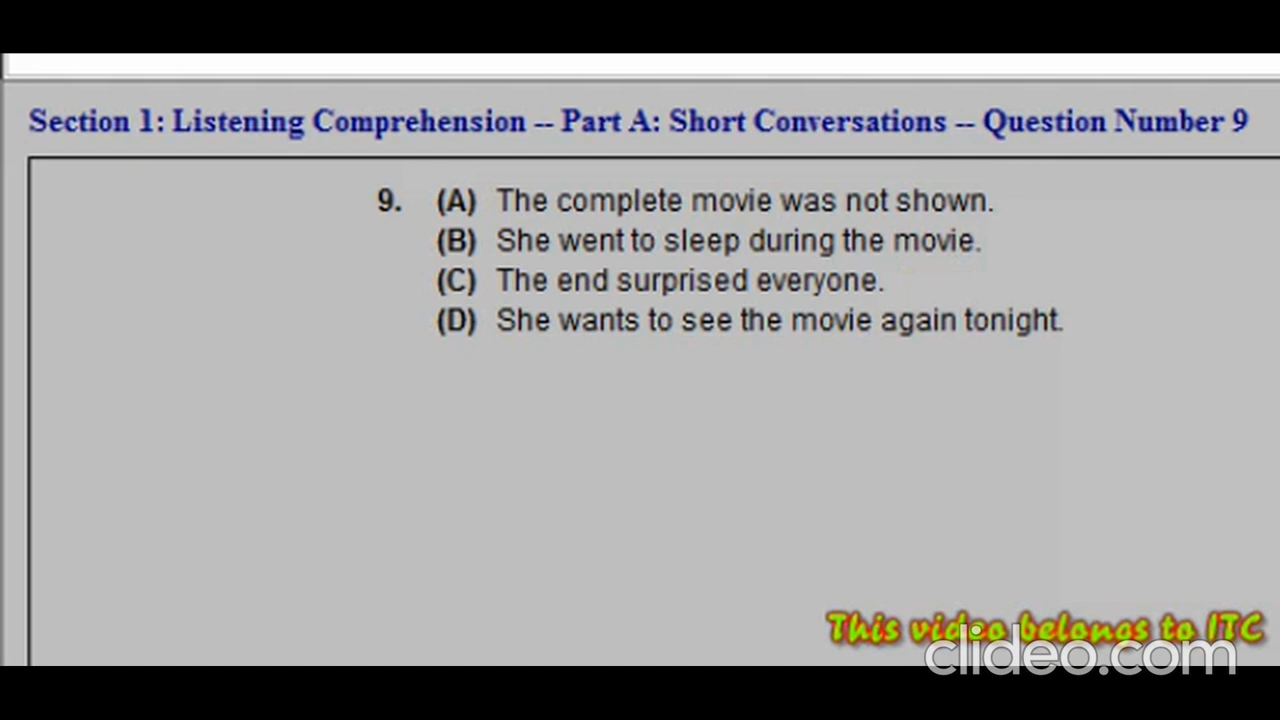 Section 1: Listening Comprehension -- Part A: Short Conversations -- Question Number 9
9. (A) The complete movie was not shown.
(B) She went to sleep during the movie.
(C) The end surprised everyone.
(D) She wants to see the movie again tonight.
This video belongs to ITC
clideo.com